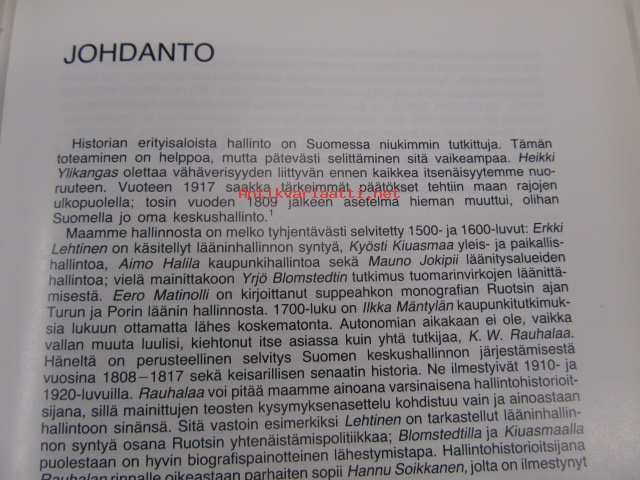 JOHDANTO
Historian erityisaloista hallinto on Suomessa niukimmin tutkittuja. Tämän
toteaminen on helppoa, mutta pätevästi selittäminen sitä vaikeampaa. Heikki
Ylikangas olettaa vähäverisyyden liittyvän ennen kaikkea itsenäisyytemme nuo-
ruuteen. Vuoteen 1917 saakka tärkeimmät päätökset tehtiin maan rajojen
Antikvariaatti.net
ulkopuolella; tosin vuoden 1809 jälkeen asetelma hieman muuttui, olihan
Suomella jo oma keskushallinto.¹
Maamme hallinnosta on melko tyhjentävästi selvitetty 1500- ja 1600-luvut: Erkki
Lehtinen on käsitellyt lääninhallinnon syntyä, Kyösti Kiuasmaa yleis- ja paikallis-
hallintoa, Aimo Halila kaupunkihallintoa sekä Mauno Jokipii läänitysalueiden
hallintoa; vielä mainittakoon Yrjö Blomstedtin tutkimus tuomarinvirkojen läänittä-
misestä. Eero Matinolli on kirjoittanut suppeahkon monografian Ruotsin ajan
Turun ja Porin läänin hallinnosta. 1700-luku on Ilkka Mäntylän kaupunkitutkimuk-
sia lukuun ottamatta lähes koskematonta. Autonomian aikakaan ei ole, vaikka
vallan muuta luulisi, kiehtonut itse asiassa kuin yhtä tutkijaa, K. W. Rauhalaa.
Häneltä on perusteellinen selvitys Suomen keskushallinnon järjestämisestä
vuosina 1808–1817 sekä keisarillisen senaatin historia. Ne ilmestyivät 1910- ja
1920-luvuilla. Rauhalaa voi pitää maamme ainoana varsinaisena hallintohistorioit-
sijana, sillä mainittujen teosten kysymyksenasettelu kohdistuu vain ja ainoastaan
hallintoon sinänsä. Sitä vastoin esimerkiksi Lehtinen on tarkastellut lääninhallin-
non syntyä osana Ruotsin yhtenäistämispolitiikkaa; Blomstedtilla ja Kiuasmaalla
puolestaan on hyvin biografispainotteinen lähestymistapa. Hallintohistorioitsijana
Rauhalan rinnalle oikeastaan parhaiten sopii Hannu Soikkanen, jolta on ilmestynyt